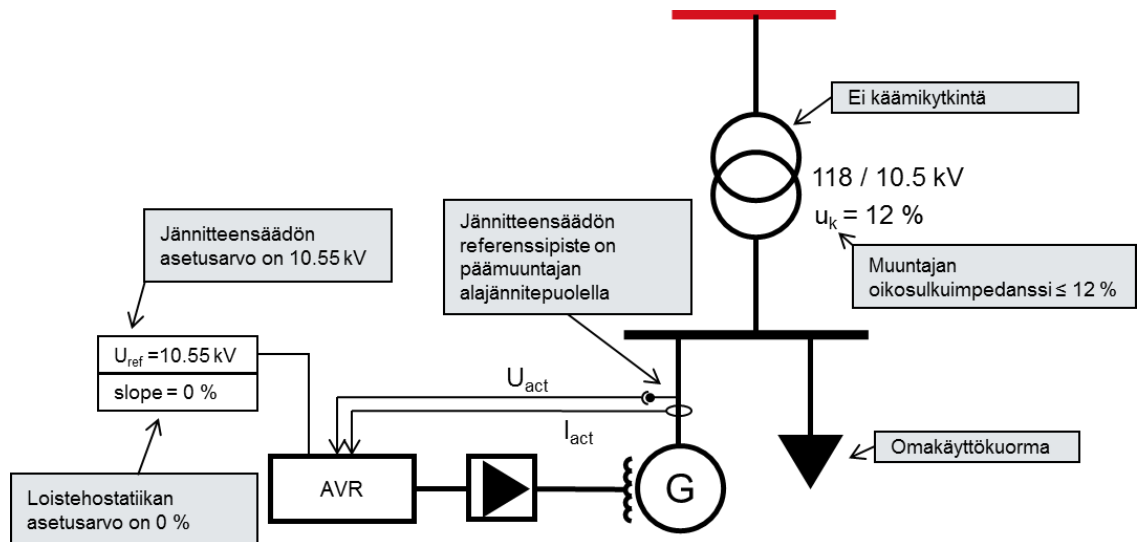 Ei käämikytkintä
118 / 10.5 kV
uk = 12 %
Muuntajan
oikosulkuimpedanssi ≤ 12 %
Jännitteensäädön
referenssipiste on
päämuuntajan
alajännitepuolella
Jännitteensäädön
asetusarvo on 10.55 kV
Uref =10.55 kV
slope = 0 %
Uact
Iact
AVR
G
Omakäyttökuorma
Loistehostatiikan
asetusarvo on 0 %